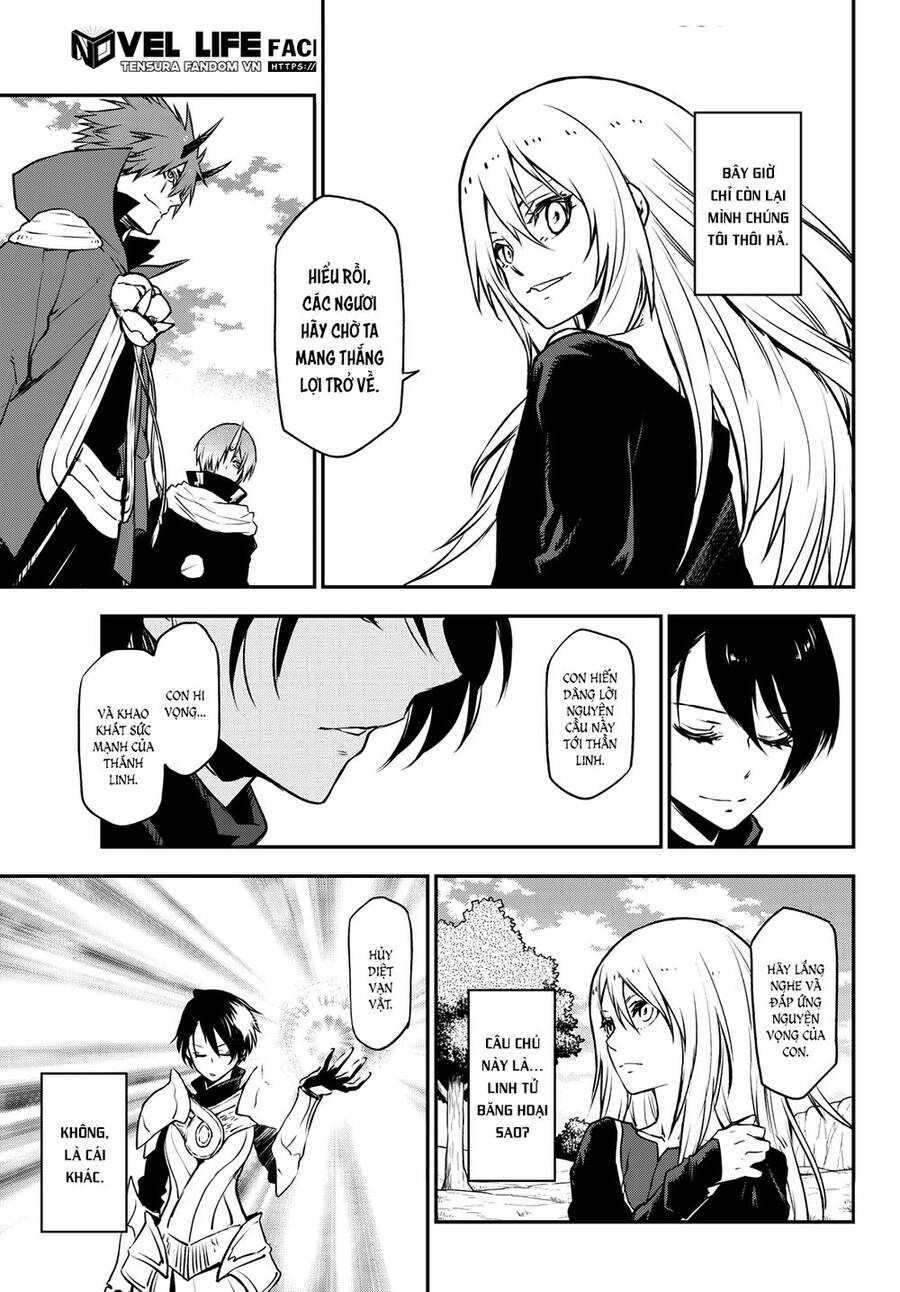 NOVEL LIFE FAC
TENSURA FANDOM VN HTTPS://
BÂY GIỜ
CHỈ CÒN LẠI
MÌNH CHÚNG
TÔI THÔI HẢ.
HIỂU RỒI,
CÁC NGƯƠI
HÃY CHỜ TA
MANG THẮNG
LỢI TRỞ VỀ.
CON HIẾN
DÂNG LỜI
NGUYỆN
CẦU NÀY
TỚI THẦN
LINH.
CON HI
VỌNG...
VÀ KHAO
KHÁT SỨC
MẠNH CỦA
THÁNH
LINH.
HÃY LẮNG
NGHE VÀ
ĐÁP ỨNG
NGUYỆN
VỌNG CỦA
CON.
CÂU CHÚ
NÀY LÀ...
LINH TỬ
BĂNG HOẠI
SAO?
HỦY
DIỆT
VẠN
VẬT.
KHÔNG,
LÀ CÁI
KHÁC.